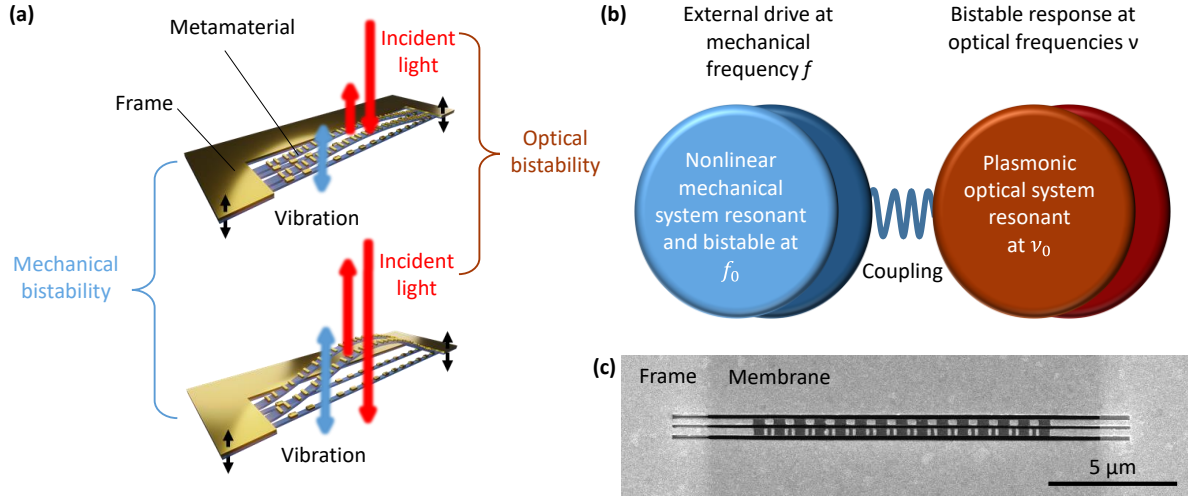 (a)
Metamaterial
Incident
light
Frame
Optical
bistability
Vibration
Mechanical
bistability
Incident
light
Vibration
(b)
External drive at
mechanical
frequency f
Bistable response at
optical frequencies ν
Nonlinear
mechanical
system resonant
and bistable at
f₀
Coupling
Plasmonic
optical system
resonant
at ν₀
(c)
Frame
Membrane
5 μm